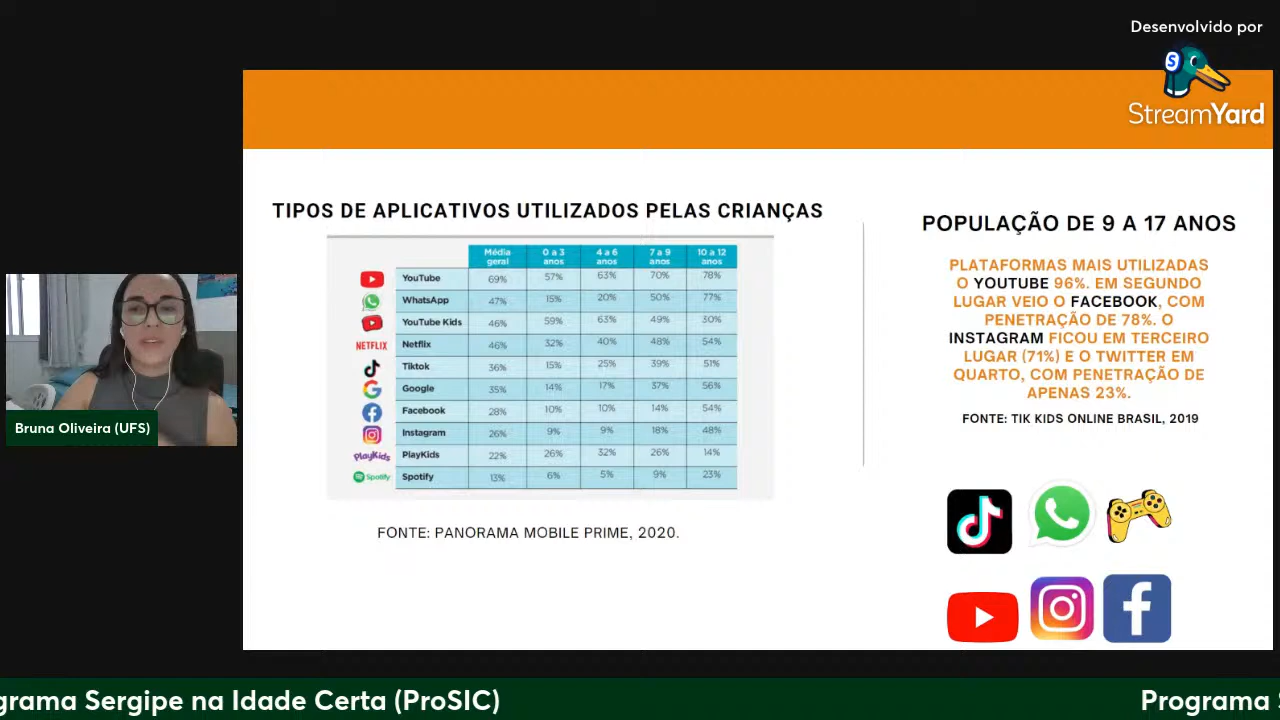 Desenvolvido por
StreamYard
TIPOS DE APLICATIVOS UTILIZADOS PELAS CRIANÇAS
Média geral 0 a 3 anos 4 a 6 anos 7 a 9 anos 10 a 12 anos
YouTube 69% 57% 63% 70% 78%
WhatsApp 47% 15% 20% 50% 77%
YouTube Kids 46% 59% 63% 49% 30%
NETFLIX Netflix 46% 32% 40% 48% 54%
Tiktok 36% 15% 25% 39% 51%
Google 35% 14% 17% 37% 56%
Facebook 28% 10% 10% 14% 54%
Instagram 26% 9% 9% 18% 48%
PlayKids PlayKids 22% 26% 32% 26% 14%
Spotify Spotify 13% 6% 5% 9% 23%
FONTE: PANORAMA MOBILE PRIME, 2020.
POPULAÇÃO DE 9 A 17 ANOS
PLATAFORMAS MAIS UTILIZADAS
O YOUTUBE 96%. EM SEGUNDO
LUGAR VEIO O FACEBOOK, COM
PENETRAÇÃO DE 78%. O
INSTAGRAM FICOU EM TERCEIRO
LUGAR (71%) E O TWITTER EM
QUARTO, COM PENETRAÇÃO DE
APENAS 23%.
FONTE: TIK KIDS ONLINE BRASIL, 2019
Bruna Oliveira (UFS)
grama Sergipe na Idade Certa (ProSIC)
Programa